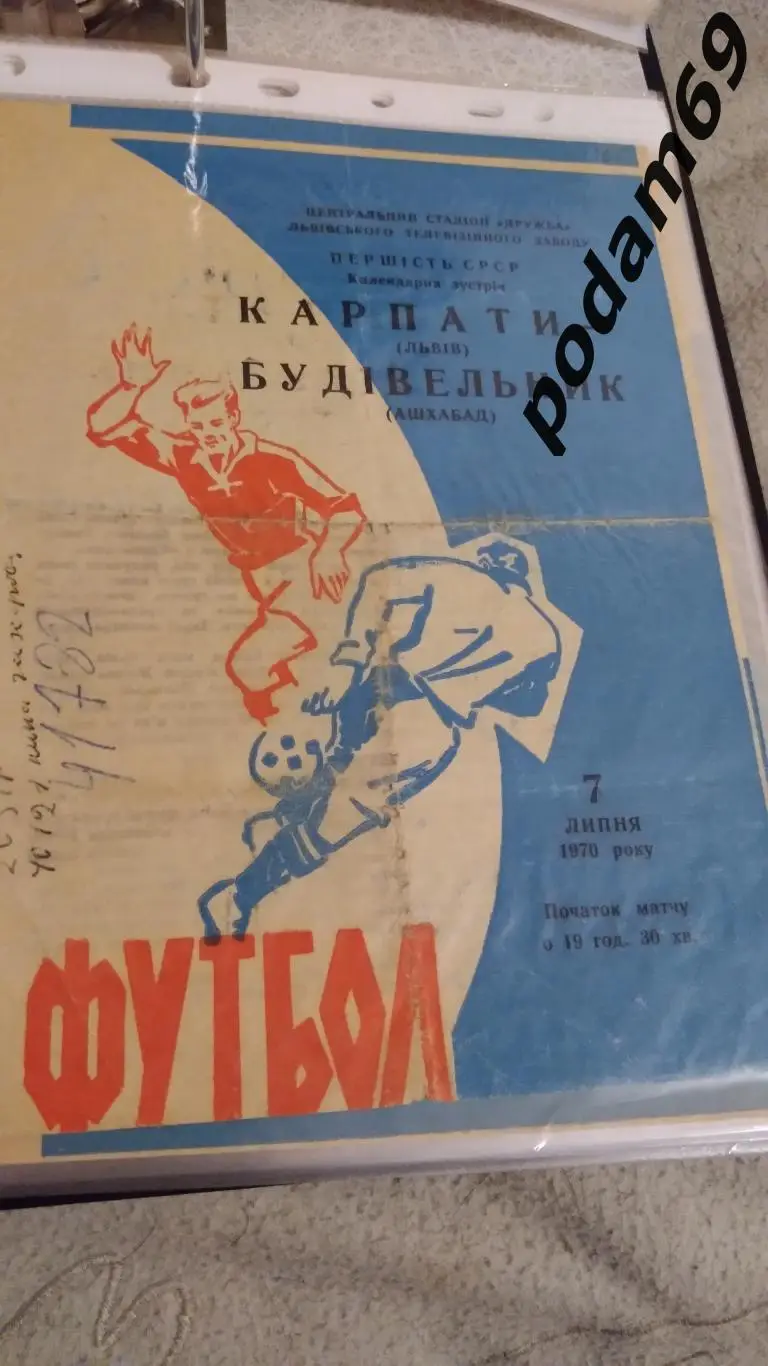 ЦЕНТРАЛЬНИЙ СТАДІОН «ДРУЖБА»
ЛЬВІВСЬКОГО ТЕЛЕВІЗІЙНОГО ЗАВОДУ
ПЕРШІСТЬ СРСР
Календарна зустріч
КАРПАТИ
(ЛЬВІВ)
БУДІВЕЛЬНИК
(АШХАБАД)
7
ЛИПНЯ
1970 року
Початок матчу
о 19 год. 30 хв.
ФУТБОЛ
41782
podam69